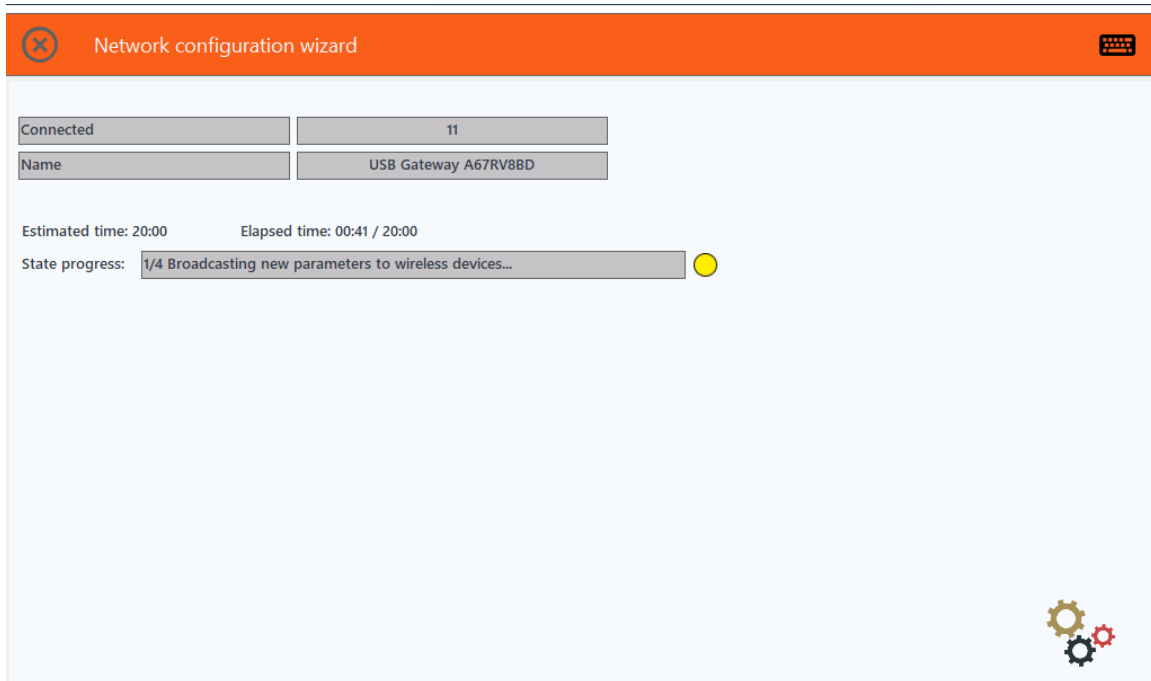 Network configuration wizard
Connected 11
Name USB Gateway A67RV8BD
Estimated time: 20:00 Elapsed time: 00:41 / 20:00
State progress: 1/4 Broadcasting new parameters to wireless devices...